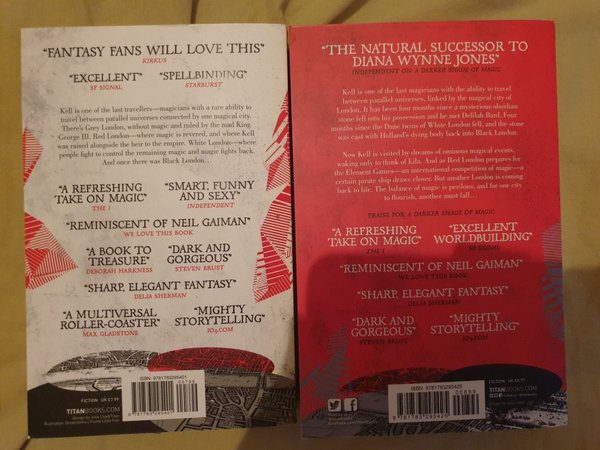 "FANTASY FANS WILL LOVE THIS"
KIRKUS
"EXCELLENT"
SF SIGNAL
"SPELLBINDING"
STARBURST
Kell is one of the last travellers—magicians with a rare ability to
travel between parallel universes connected by one magical city.
There's Grey London, without magic and ruled by the mad King
George III. Red London—where magic is revered, and where Kell
was raised alongside the heir to the empire. White London—where
people fight to control the remaining magic and magic fights back.
And once there was Black London...
"A REFRESHING
TAKE ON MAGIC"
THE I
"SMART, FUNNY
AND SEXY"
INDEPENDENT
"REMINISCENT OF NEIL GAIMAN"
WE LOVE THIS BOOK
"A BOOK TO
TREASURE"
DEBORAH HARKNESS
"DARK AND
GORGEOUS"
STEVEN BRUST
"SHARP, ELEGANT FANTASY"
DELIA SHERMAN
"A MULTIVERSAL
ROLLER-COASTER"
MAX GLADSTONE
"MIGHTY
STORYTELLING"
IO9.COM
FICTION UK £7.99
TITANBOOKS.COM
ISBN: 9781783295401
00799
9 781783 295401
"THE NATURAL SUCCESSOR TO
DIANA WYNNE JONES"
INDEPENDENT ON A DARKER SHADE OF MAGIC
Kell is one of the last magicians with the ability to travel
between parallel universes, linked by the magical city of
London. It has been four months since a mysterious obsidian
stone fell into his possession and he met Delilah Bard. Four
months since the Dane twins of White London fell, and the stone
was cast with Holland's dying body back into Black London.
Now Kell is visited by dreams of ominous magical events,
waking only to think of Lila. And as Red London prepares for
the Element Games—an international competition of magic—a
certain pirate ship draws closer. But another London is coming
back to life. The balance of magic is perilous, and for one city
to flourish, another must fall...
PRAISE FOR A DARKER SHADE OF MAGIC
"A REFRESHING
TAKE ON MAGIC"
THE I
"EXCELLENT
WORLDBUILDING"
SF SIGNAL
"REMINISCENT OF NEIL GAIMAN"
WE LOVE THIS BOOK
"SHARP, ELEGANT FANTASY"
DELIA SHERMAN
"DARK AND
GORGEOUS"
STEVEN BRUST
"MIGHTY
STORYTELLING"
IO9.COM
FICTION UK £8.99
TITANBOOKS.COM
ISBN: 9781783295425
00899
9 781783 295425